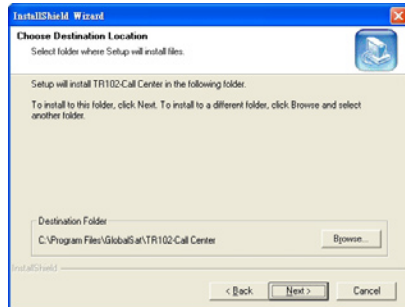 InstallShield Wizard
Choose Destination Location
Select folder where Setup will install files.
Setup will install TR102-Call Center in the following folder.
To install to this folder, click Next. To install to a different folder, click Browse and select
another folder.
Destination Folder
C:\Program Files\GlobalSat\TR102-Call Center
Browse...
InstallShield
< Back
Next >
Cancel